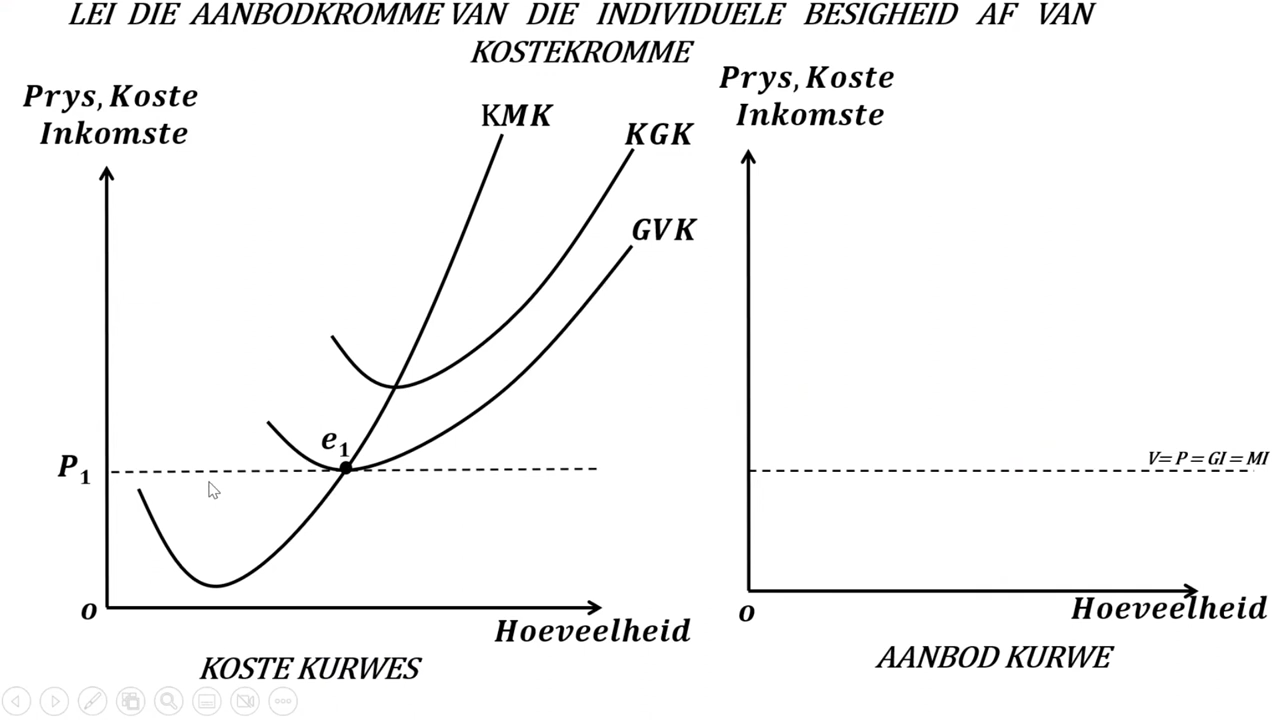 LEI DIE AANBODKROMME VAN DIE INDIVIDUELE BESIGHEID AF VAN
KOSTEKROMME
Prys, Koste
Inkomste
KMK
KGK
GVK
e1
P1
o
Hoeveelheid
KOSTE KURWES
Prys, Koste
Inkomste
V= P = GI = MI
o
Hoeveelheid
AANBOD KURWE